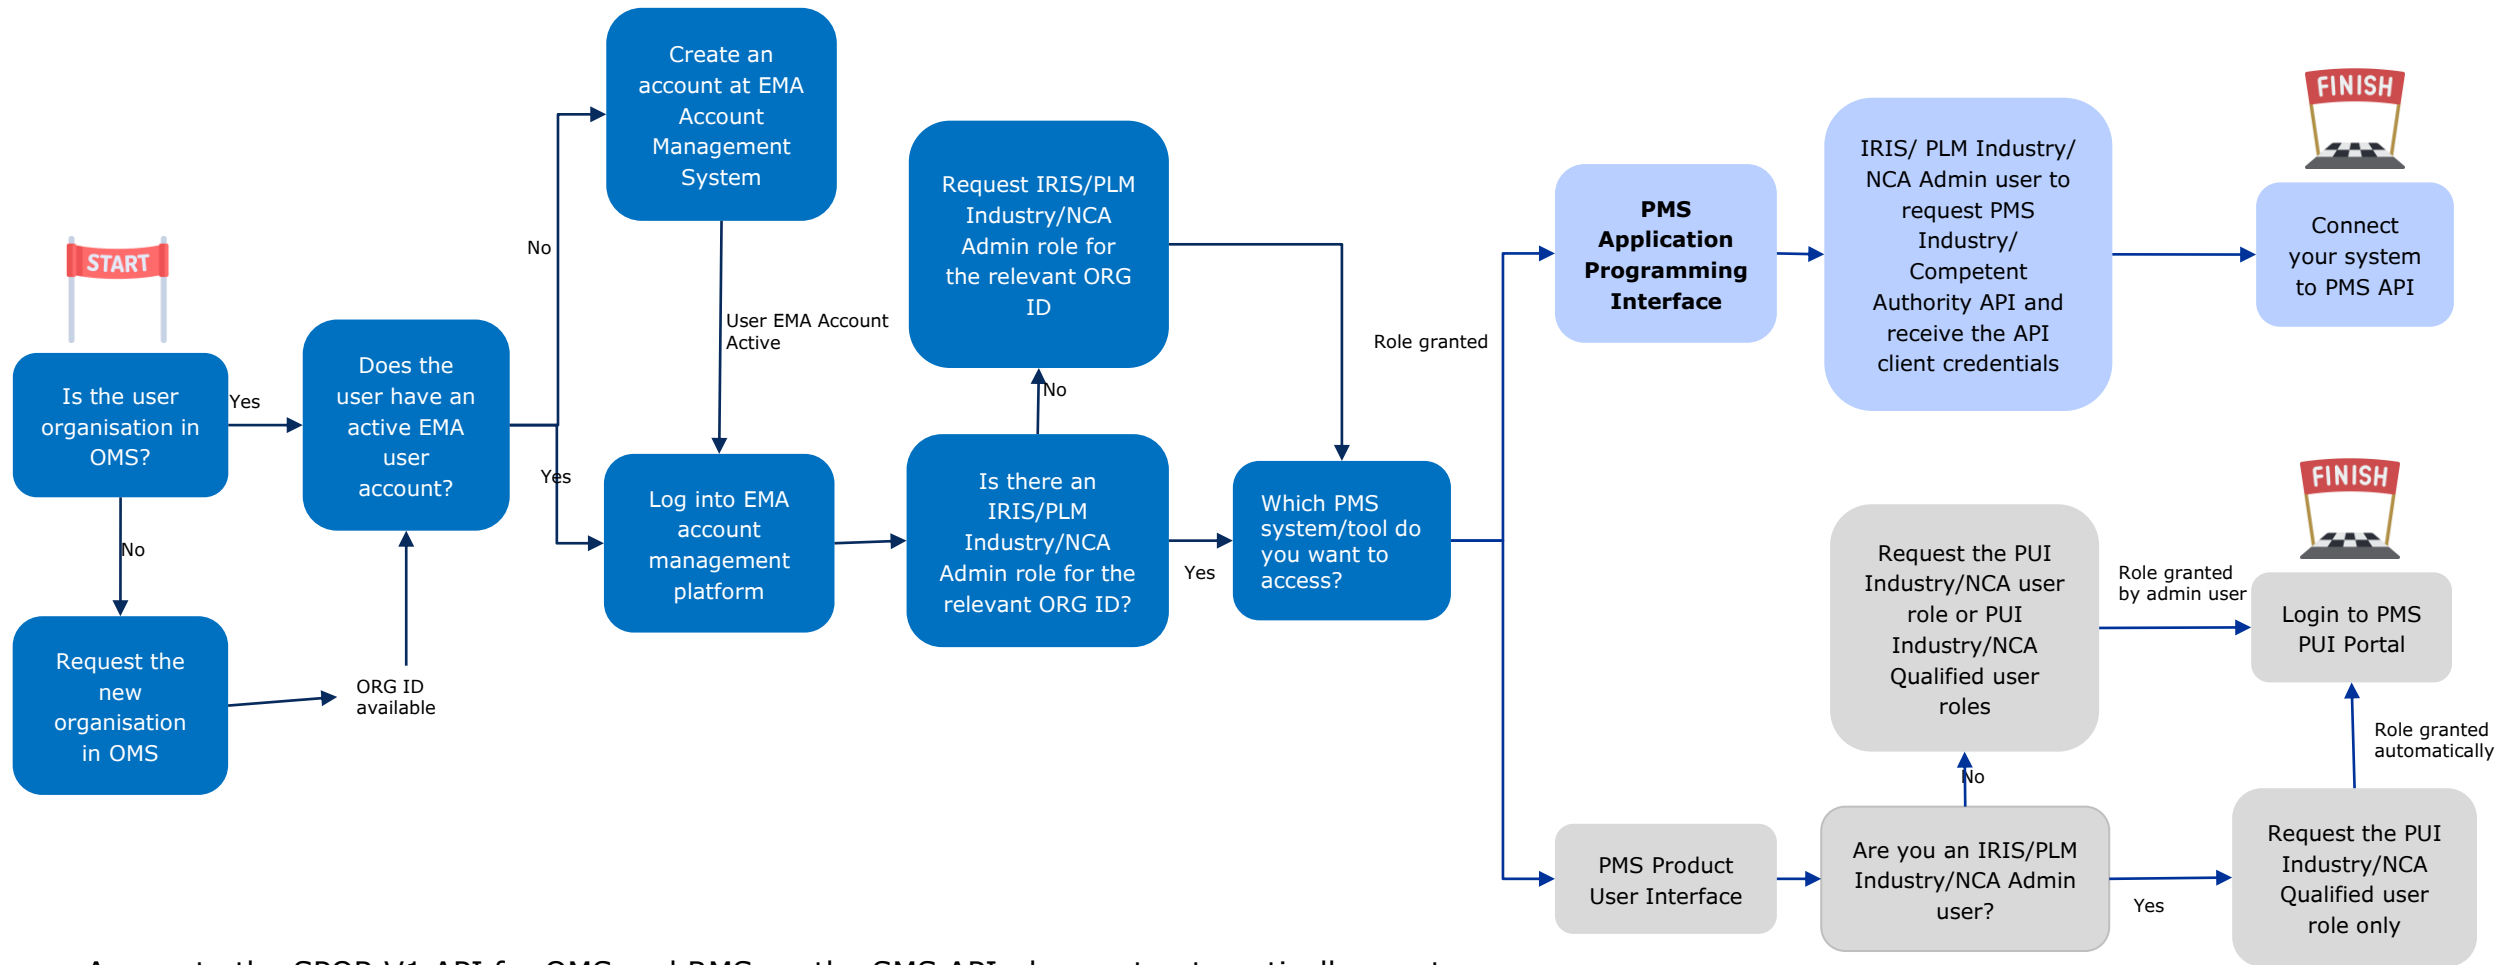 START
Is the user
organisation in
OMS?
Yes
No
Request the
new
organisation
in OMS
ORG ID
available
Does the
user have an
active EMA
user
account?
No
Yes
Create an
account at EMA
Account
Management
System
User EMA Account
Active
Log into EMA
account
management
platform
Is there an
IRIS/PLM
Industry/NCA
Admin role for the
relevant ORG ID?
No
Yes
Request IRIS/PLM
Industry/NCA
Admin role for
the relevant ORG
ID
Role granted
Which PMS
system/tool do
you want to
access?
PMS
Application
Programming
Interface
IRIS/ PLM Industry/
NCA Admin user to
request PMS
Industry/
Competent
Authority API and
receive the API
client credentials
FINISH
Connect
your system
to PMS API
PMS Product
User Interface
Are you an IRIS/PLM
Industry/NCA Admin
user?
No
Yes
Request the PUI
Industry/NCA user
role or PUI
Industry/NCA
Qualified user
roles
Role granted
by admin user
FINISH
Login to PMS
PUI Portal
Role granted
automatically
Request the PUI
Industry/NCA
Qualified user
role only